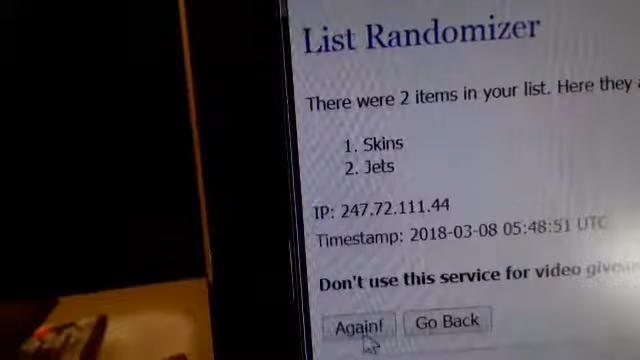 List Randomizer
There were 2 items in your list. Here they
1. Skins
2. Jets
IP: 247.72.111.44
Timestamp: 2018-03-08 05:48:51 UTC
Don't use this service for video
Again!
Go Back